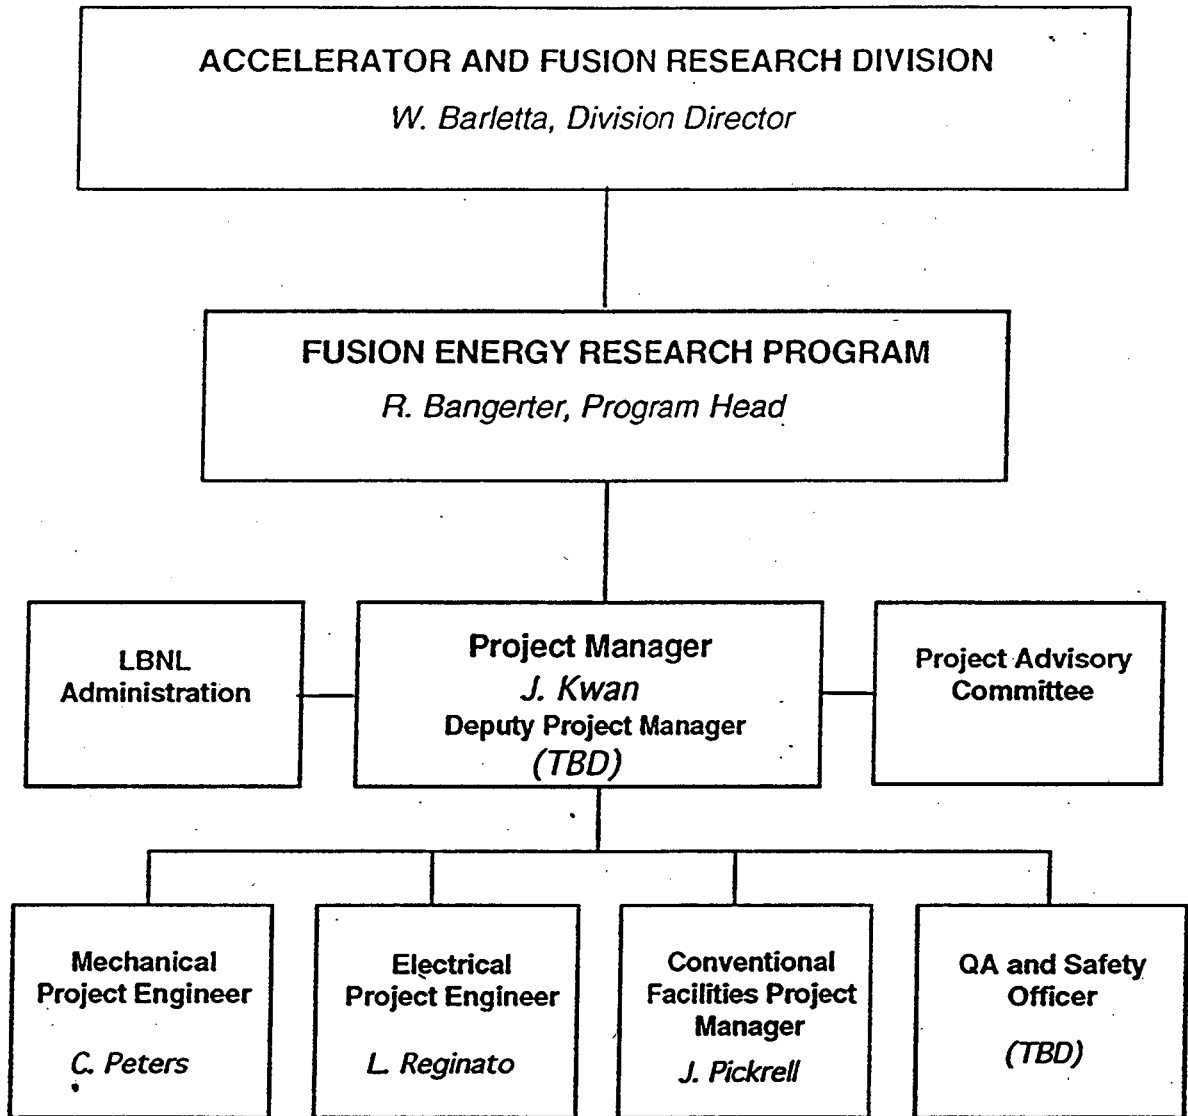 ACCELERATOR AND FUSION RESEARCH DIVISION
W. Barletta, Division Director
FUSION ENERGY RESEARCH PROGRAM
R. Bangerter, Program Head
LBNL
Administration
Project Manager
J. Kwan
Deputy Project Manager
(TBD)
Project Advisory
Committee
Mechanical
Project Engineer
C. Peters
Electrical
Project Engineer
L. Reginato
Conventional
Facilities Project
Manager
J. Pickrell
QA and Safety
Officer
(TBD)